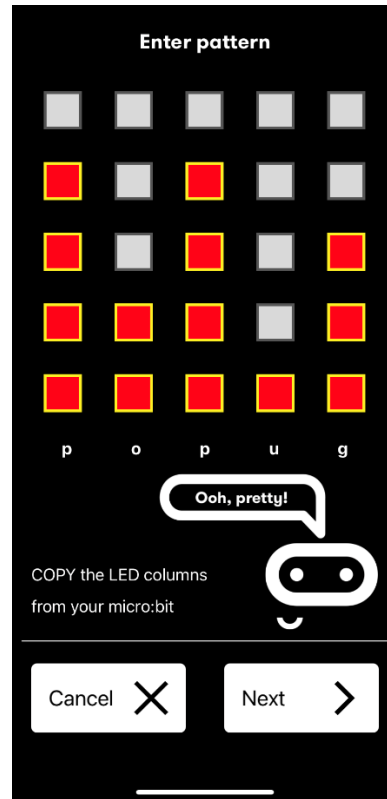 Enter pattern
p o p u g
Ooh, pretty!
COPY the LED columns
from your micro:bit
Cancel
Next